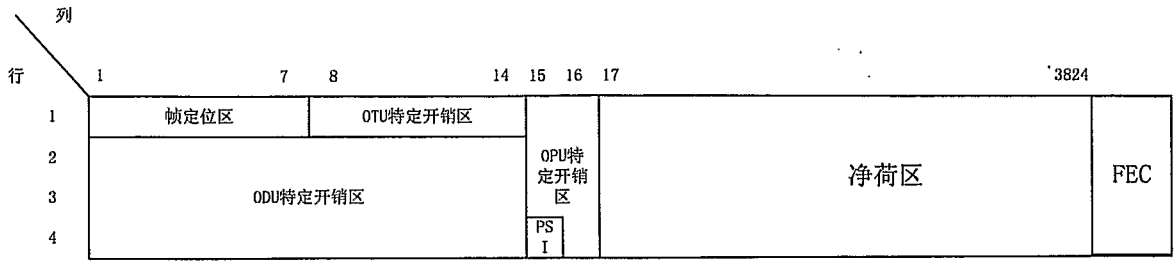 列
行 1 7 8 14 15 16 17 3824
1 帧定位区 OTU特定开销区
2 OPU特
定开销
净荷区 FEC
3 ODU特定开销区 区
PS
4 I